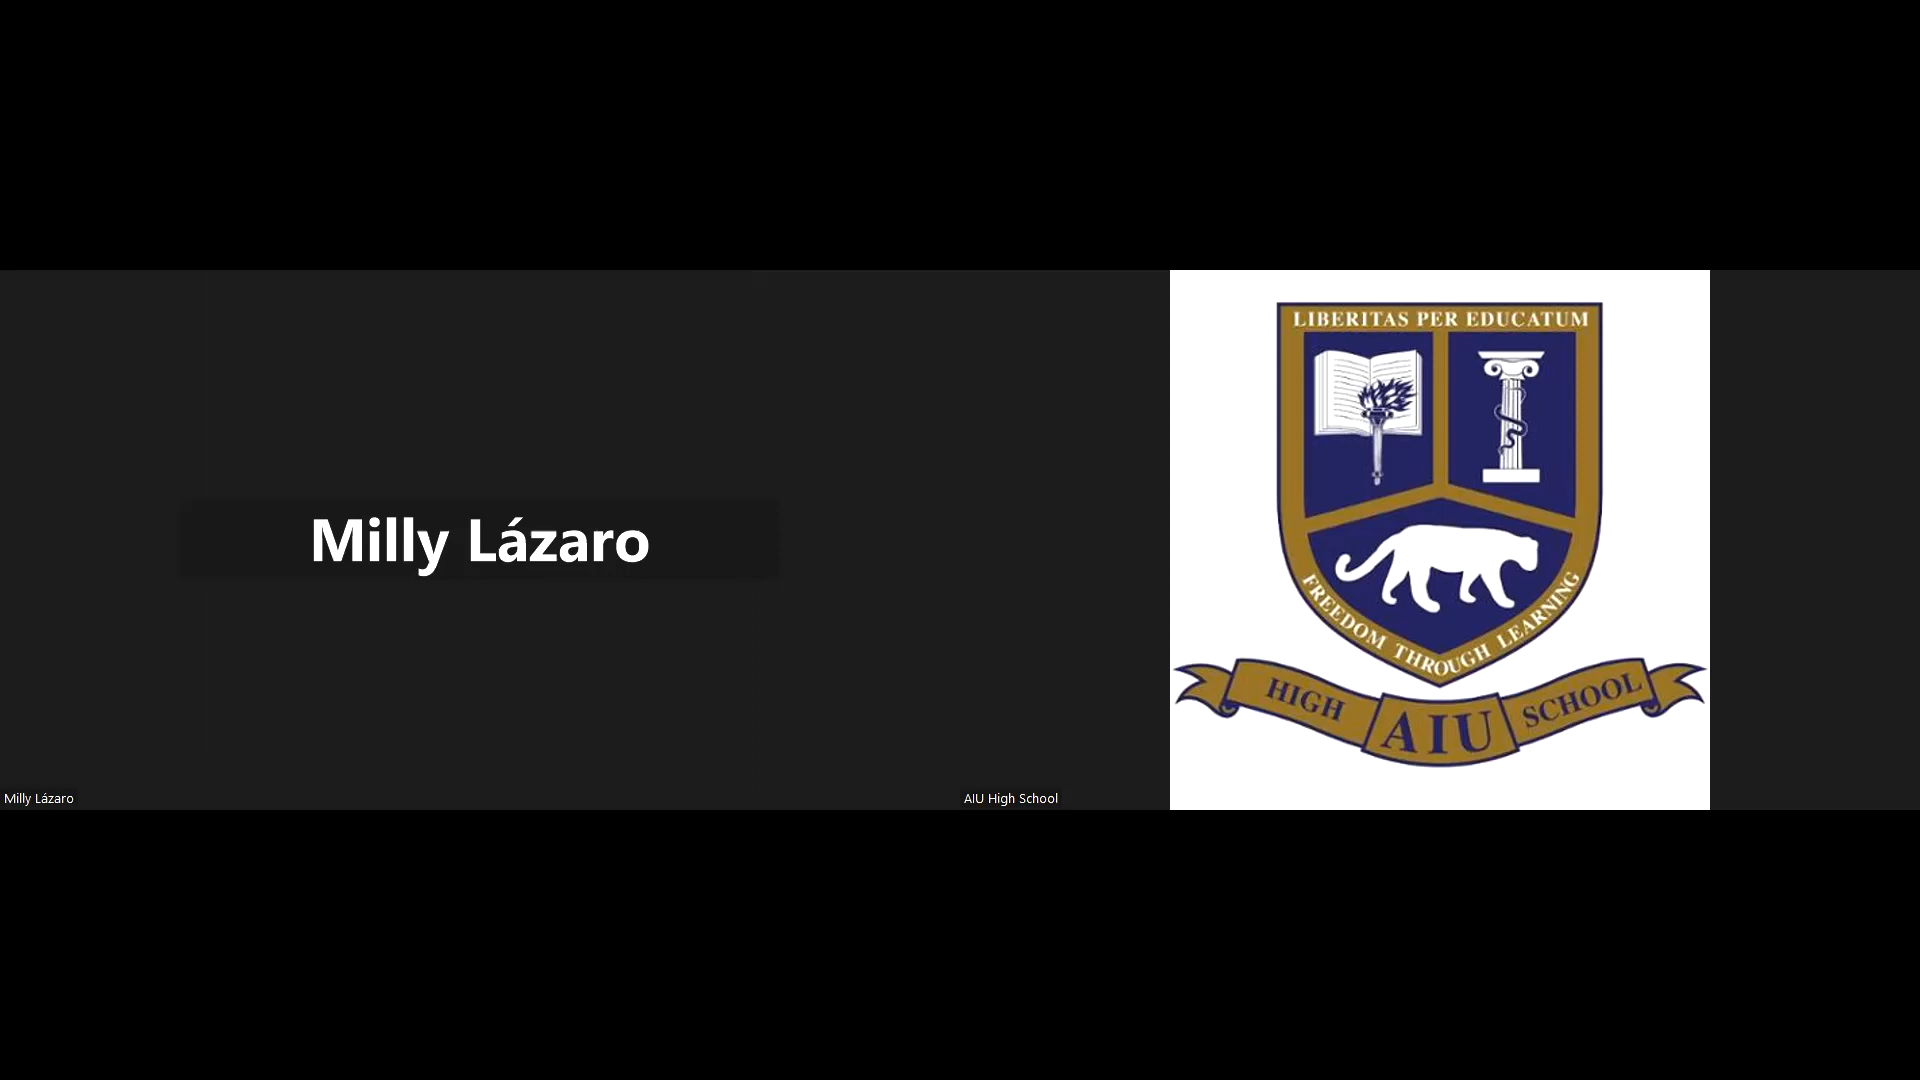 Milly Lázaro
Milly Lázaro
LIBERITAS PER EDUCATUM
FREEDOM THROUGH LEARNING
HIGH AIU SCHOOL
AIU High School